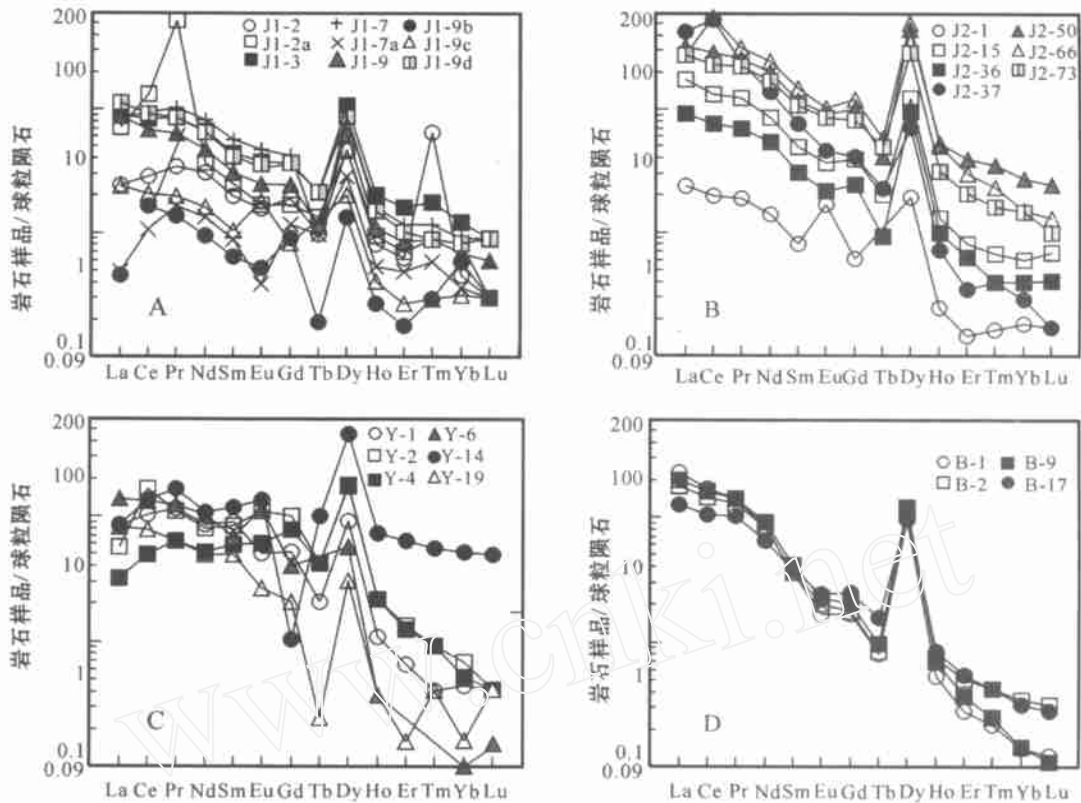 200
100
10
1
0.1
0.09
岩石样品/球粒陨石
J1-2 J1-7 J1-9b
J1-2a J1-7a J1-9c
J1-3 J1-9 J1-9d
A
La Ce Pr Nd Sm Eu Gd Tb Dy Ho Er Tm Yb Lu
200
100
10
1
0.1
0.09
岩石样品/球粒陨石
J2-1 J2-50
J2-15 J2-66
J2-36 J2-73
J2-37
B
La Ce Pr Nd Sm Eu Gd Tb Dy Ho Er Tm Yb Lu
200
100
10
1
0.1
0.09
岩石样品/球粒陨石
Y-1 Y-6
Y-2 Y-14
Y-4 Y-19
C
La Ce Pr Nd Sm Eu Gd Tb Dy Ho Er Tm Yb Lu
200
100
10
1
0.1
0.09
岩石样品/球粒陨石
B-1 B-9
B-2 B-17
D
La Ce Pr Nd Sm Eu Gd Tb Dy Ho Er Tm Yb Lu
www.cnki.net